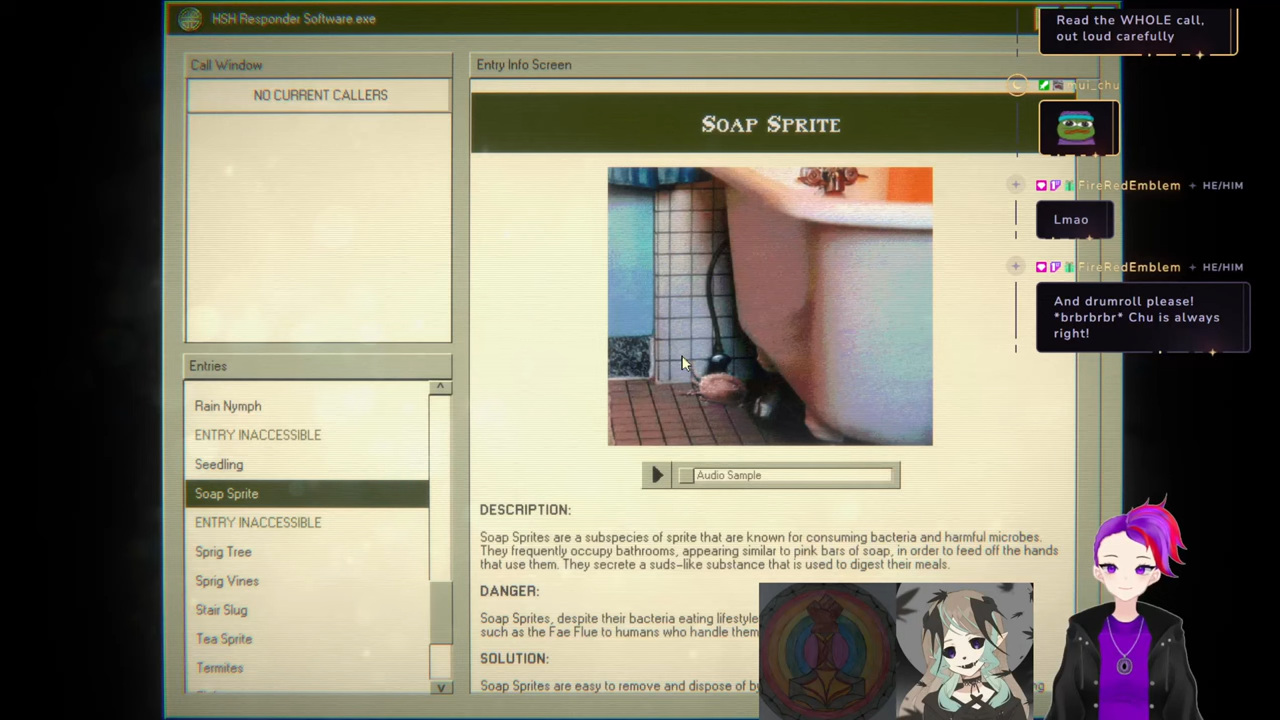 HSH Responder Software.exe
Call Window
NO CURRENT CALLERS
Entries
Rain Nymph
ENTRY INACCESSIBLE
Seedling
Soap Sprite
ENTRY INACCESSIBLE
Sprig Tree
Sprig Vines
Stair Slug
Tea Sprite
Termites
Entry Info Screen
SOAP SPRITE
Audio Sample
DESCRIPTION:
Soap Sprites are a subspecies of sprite that are known for consuming bacteria and harmful microbes.
They frequently occupy bathrooms, appearing similar to pink bars of soap, in order to feed off the hands
that use them. They secrete a suds-like substance that is used to digest their meals.
DANGER:
Soap Sprites, despite their bacteria eating lifestyle
such as the Fae Flue to humans who handle them
SOLUTION:
Soap Sprites are easy to remove and dispose of by
Read the WHOLE call,
out loud carefully
FireRedEmblem + HE/HIM
Lmao
FireRedEmblem + HE/HIM
And drumroll please!
*brbrbrbr* Chu is always
right!